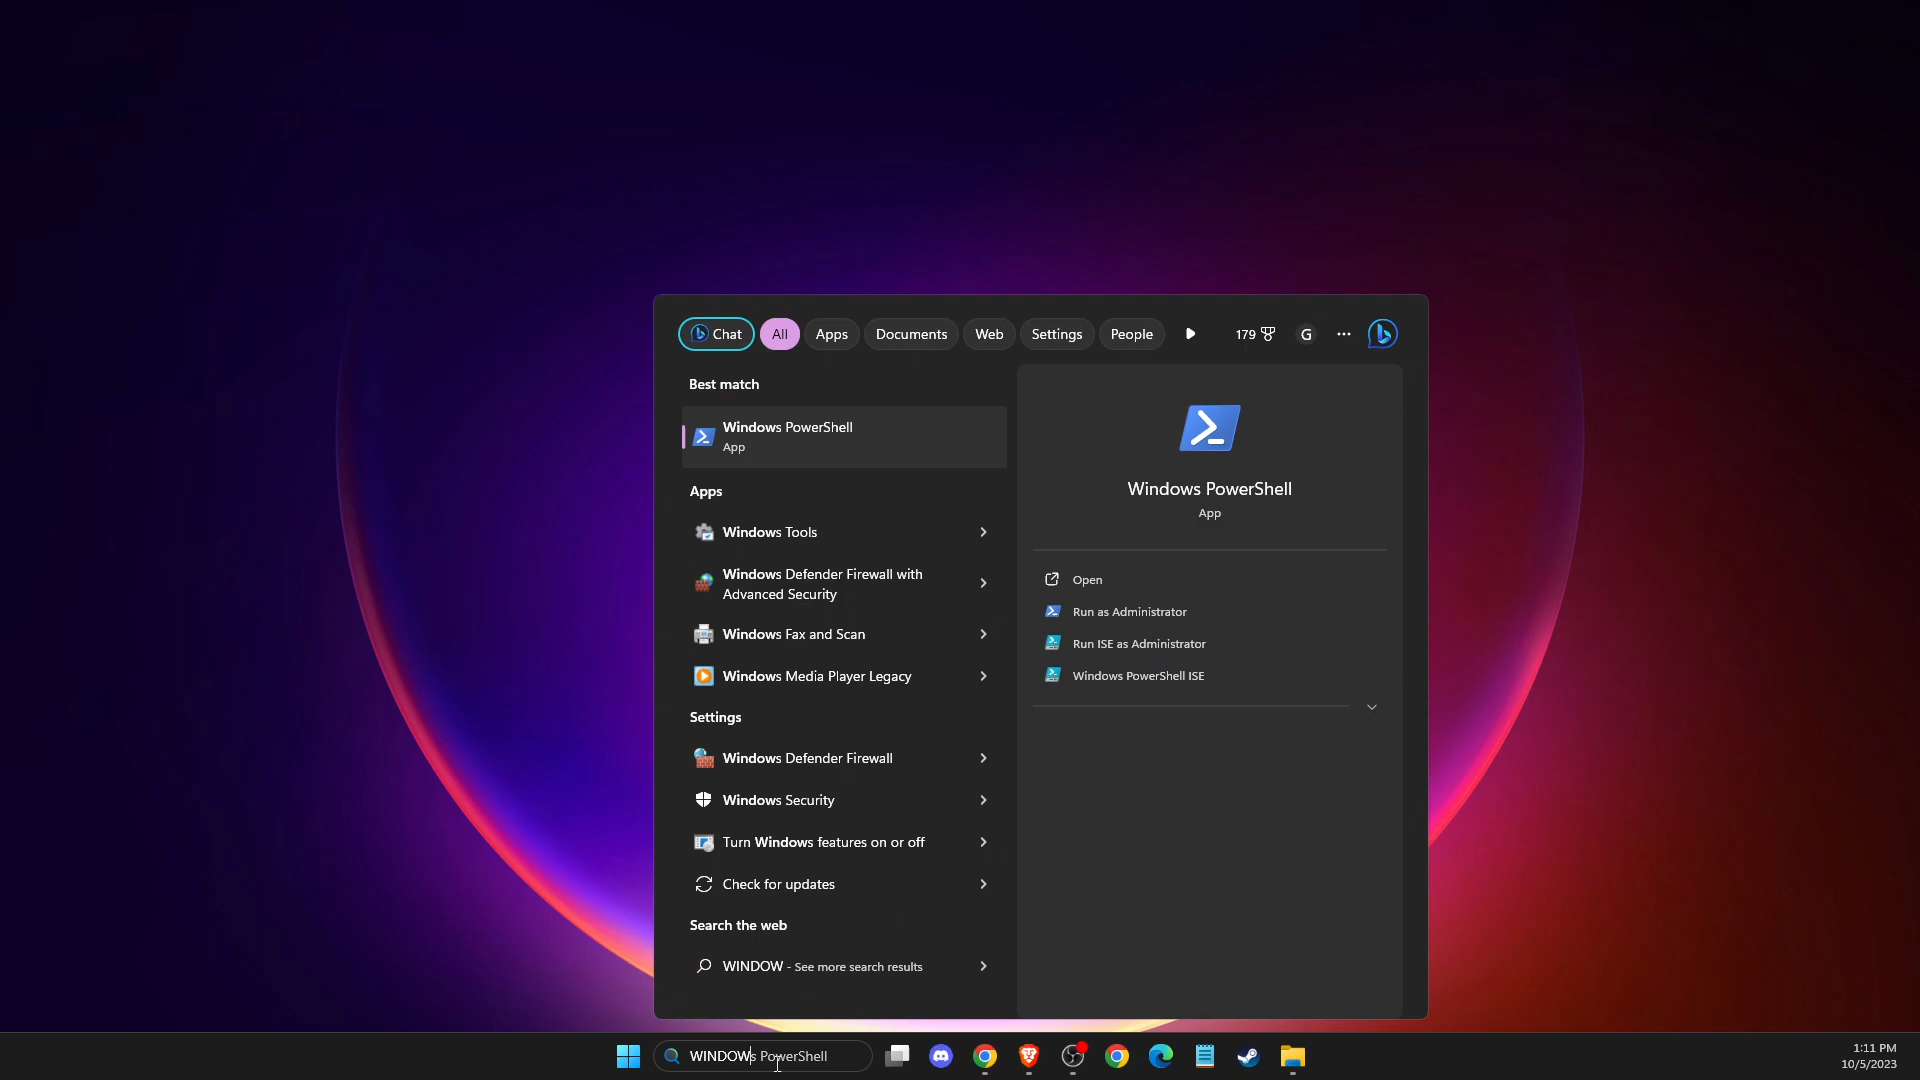 Chat All Apps Documents Web Settings People 179 G
Best match
Windows PowerShell
App
Apps
Windows Tools
Windows Defender Firewall with
Advanced Security
Windows Fax and Scan
Windows Media Player Legacy
Settings
Windows Defender Firewall
Windows Security
Turn Windows features on or off
Check for updates
Search the web
WINDOW - See more search results
Windows PowerShell
App
Open
Run as Administrator
Run ISE as Administrator
Windows PowerShell ISE
WINDOWs PowerShell
1:11 PM
10/5/2023